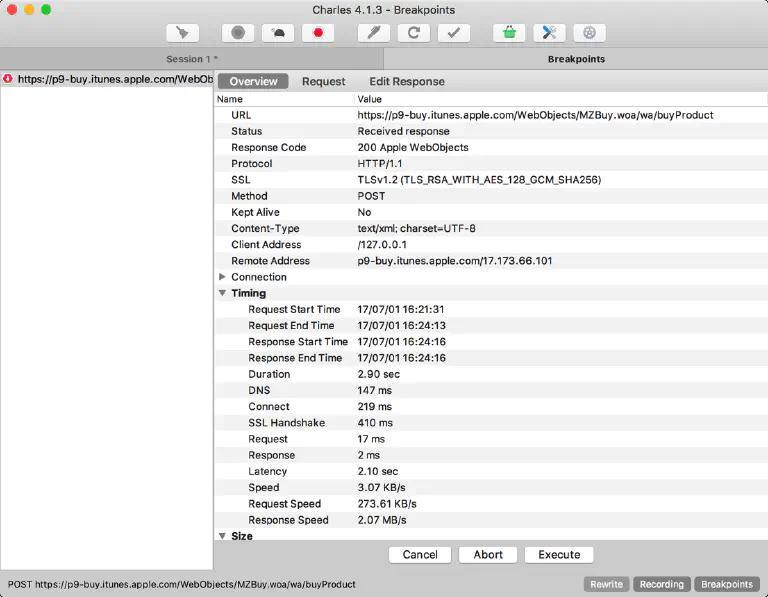 Charles 4.1.3 - Breakpoints
Session 1 *
Breakpoints
https://p9-buy.itunes.apple.com/WebOb
Overview Request Edit Response
Name Value
URL https://p9-buy.itunes.apple.com/WebObjects/MZBuy.woa/wa/buyProduct
Status Received response
Response Code 200 Apple WebObjects
Protocol HTTP/1.1
SSL TLSv1.2 (TLS_RSA_WITH_AES_128_GCM_SHA256)
Method POST
Kept Alive No
Content-Type text/xml; charset=UTF-8
Client Address /127.0.0.1
Remote Address p9-buy.itunes.apple.com/17.173.66.101
Connection
Timing
Request Start Time 17/07/01 16:21:31
Request End Time 17/07/01 16:24:13
Response Start Time 17/07/01 16:24:16
Response End Time 17/07/01 16:24:16
Duration 2.90 sec
DNS 147 ms
Connect 219 ms
SSL Handshake 410 ms
Request 17 ms
Response 2 ms
Latency 2.10 sec
Speed 3.07 KB/s
Request Speed 273.61 KB/s
Response Speed 2.07 MB/s
Size
Cancel Abort Execute
POST https://p9-buy.itunes.apple.com/WebObjects/MZBuy.woa/wa/buyProduct
Rewrite Recording Breakpoints